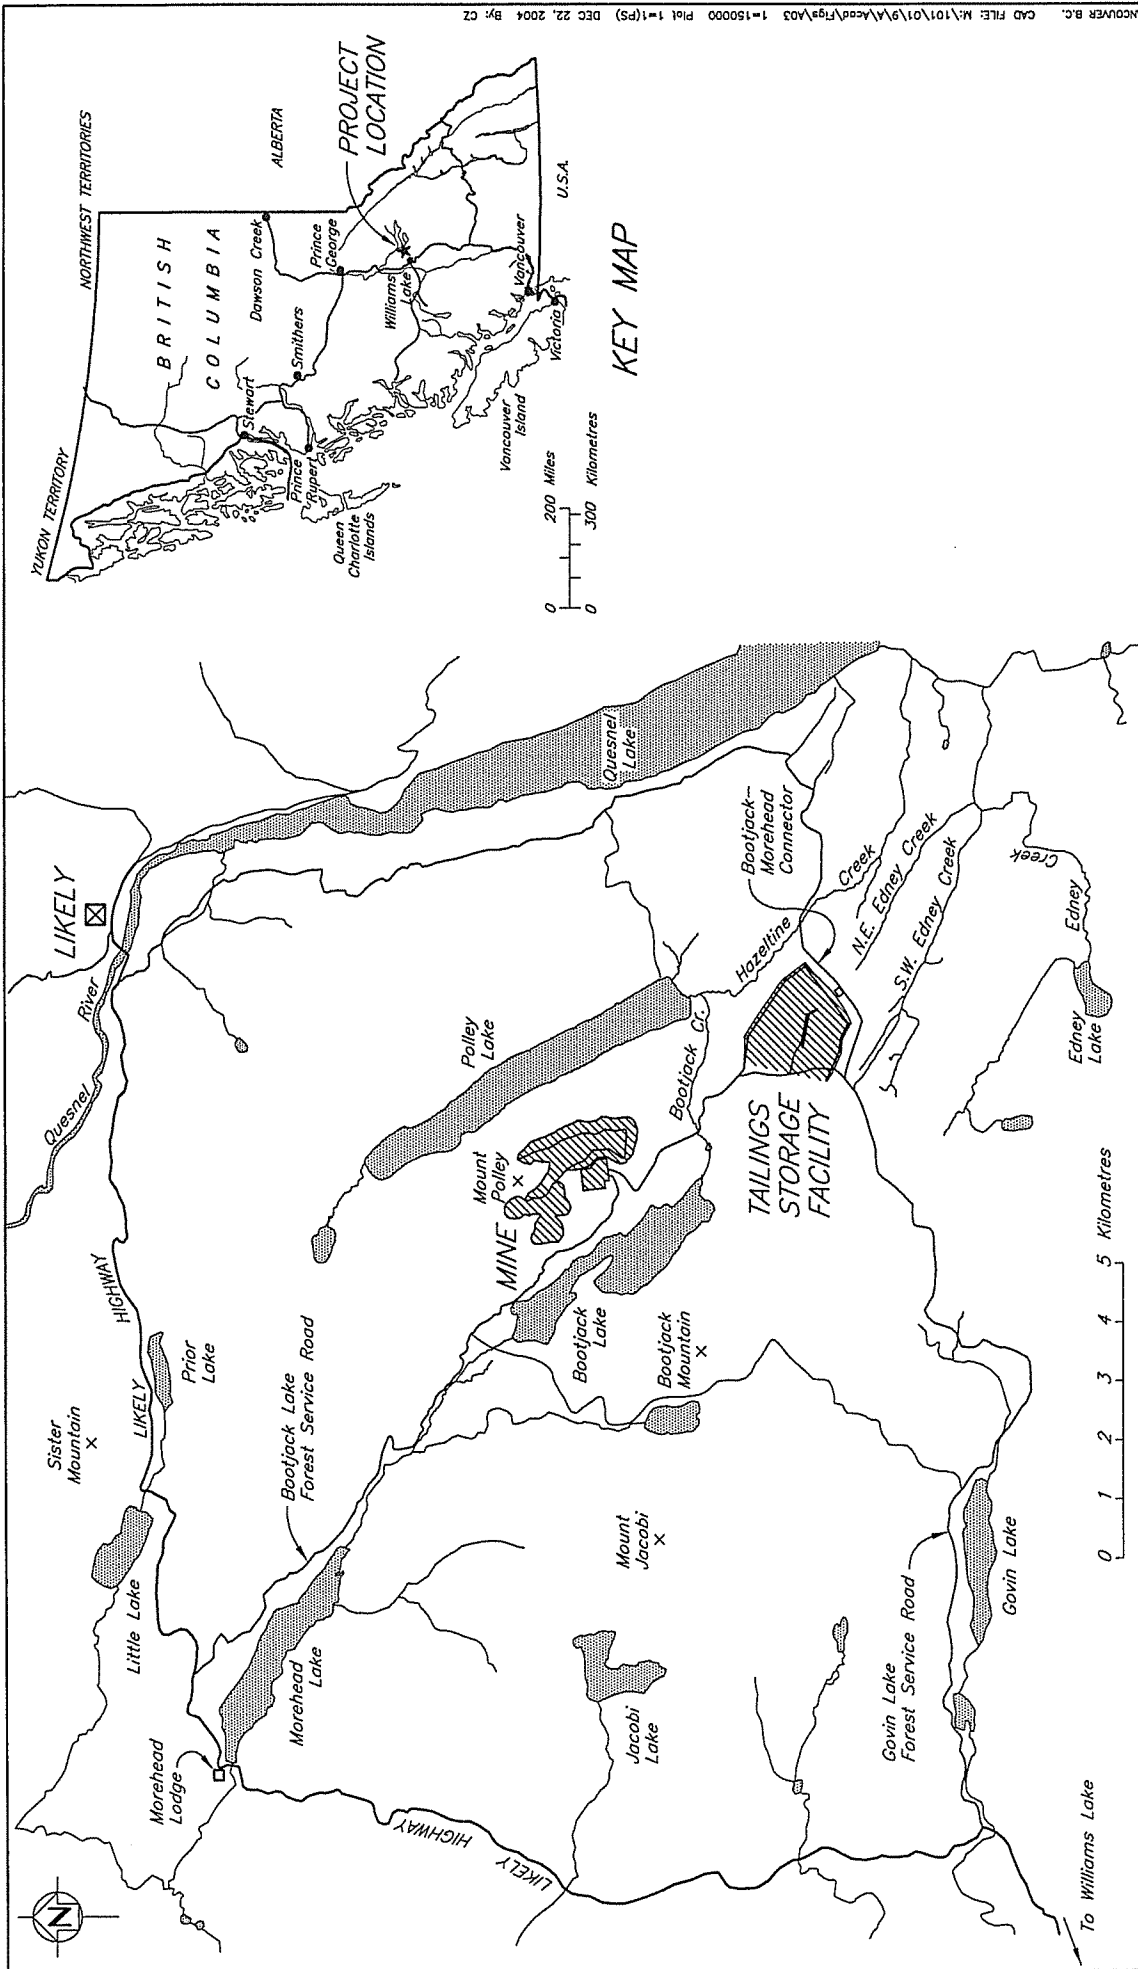 NCOUVER B.C. CAD FILE: M:\101\01\9\A\Acad\Figs\A03 1=150000 Plot 1=1(PS) DEC 22, 2004 By: CZ
N
LIKELY
Quesnel
River
Sister
Mountain
LIKELY
HIGHWAY
Prior
Lake
Little Lake
Morehead
Lodge
Morehead
Lake
Bootjack Lake
Forest Service Road
Polley
Lake
Quesnel
Lake
Mount
Polley
MINE
Bootjack
Lake
Bootjack
Mountain
Mount
Jacobi
Jacobi
Lake
LIKELY
HIGHWAY
Bootjack Cr.
Hazeltine
Creek
Bootjack-
Morehead
Connector
TAILINGS
STORAGE
FACILITY
N.E. Edney Creek
S.W. Edney Creek
Edney
Creek
Edney
Lake
Govin Lake
Forest Service Road
Govin Lake
To Williams Lake
0 1 2 3 4 5 Kilometres
YUKON TERRITORY
NORTHWEST TERRITORIES
BRITISH
COLUMBIA
ALBERTA
Dawson Creek
Stewart
Smithers
Prince
George
Prince
Rupert
Queen
Charlotte
Islands
Williams
Lake
PROJECT
LOCATION
Vancouver
Island
Vancouver
Victoria
U.S.A.
0 200 Miles
0 300 Kilometres
KEY MAP